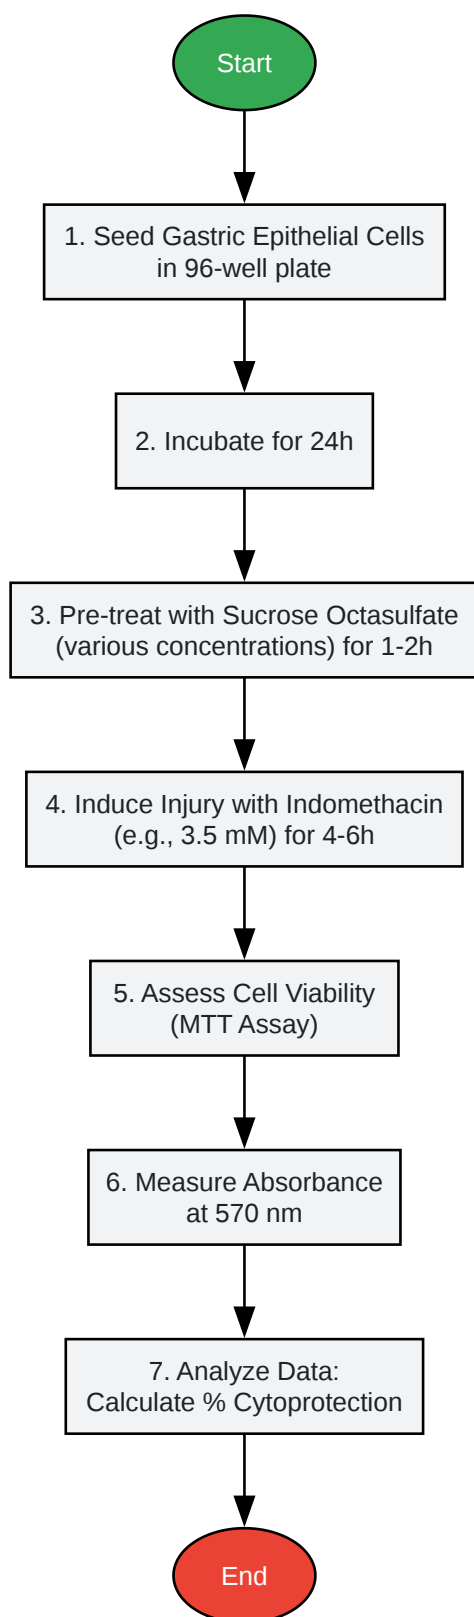 Start
1. Seed Gastric Epithelial Cells
in 96-well plate
2. Incubate for 24h
3. Pre-treat with Sucrose Octasulfate
(various concentrations) for 1-2h
4. Induce Injury with Indomethacin
(e.g., 3.5 mM) for 4-6h
5. Assess Cell Viability
(MTT Assay)
6. Measure Absorbance
at 570 nm
7. Analyze Data:
Calculate % Cytoprotection
End